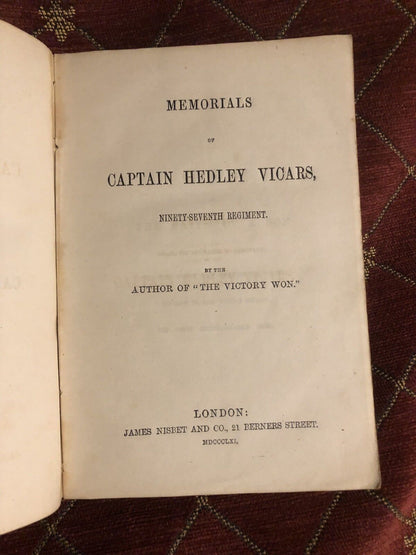 MEMORIALS
OF
CAPTAIN HEDLEY VICARS,
NINETY-SEVENTH REGIMENT.
BY THE
AUTHOR OF "THE VICTORY WON."
LONDON:
JAMES NISBET AND CO., 21 BERNERS STREET.
MDCCCLXI.